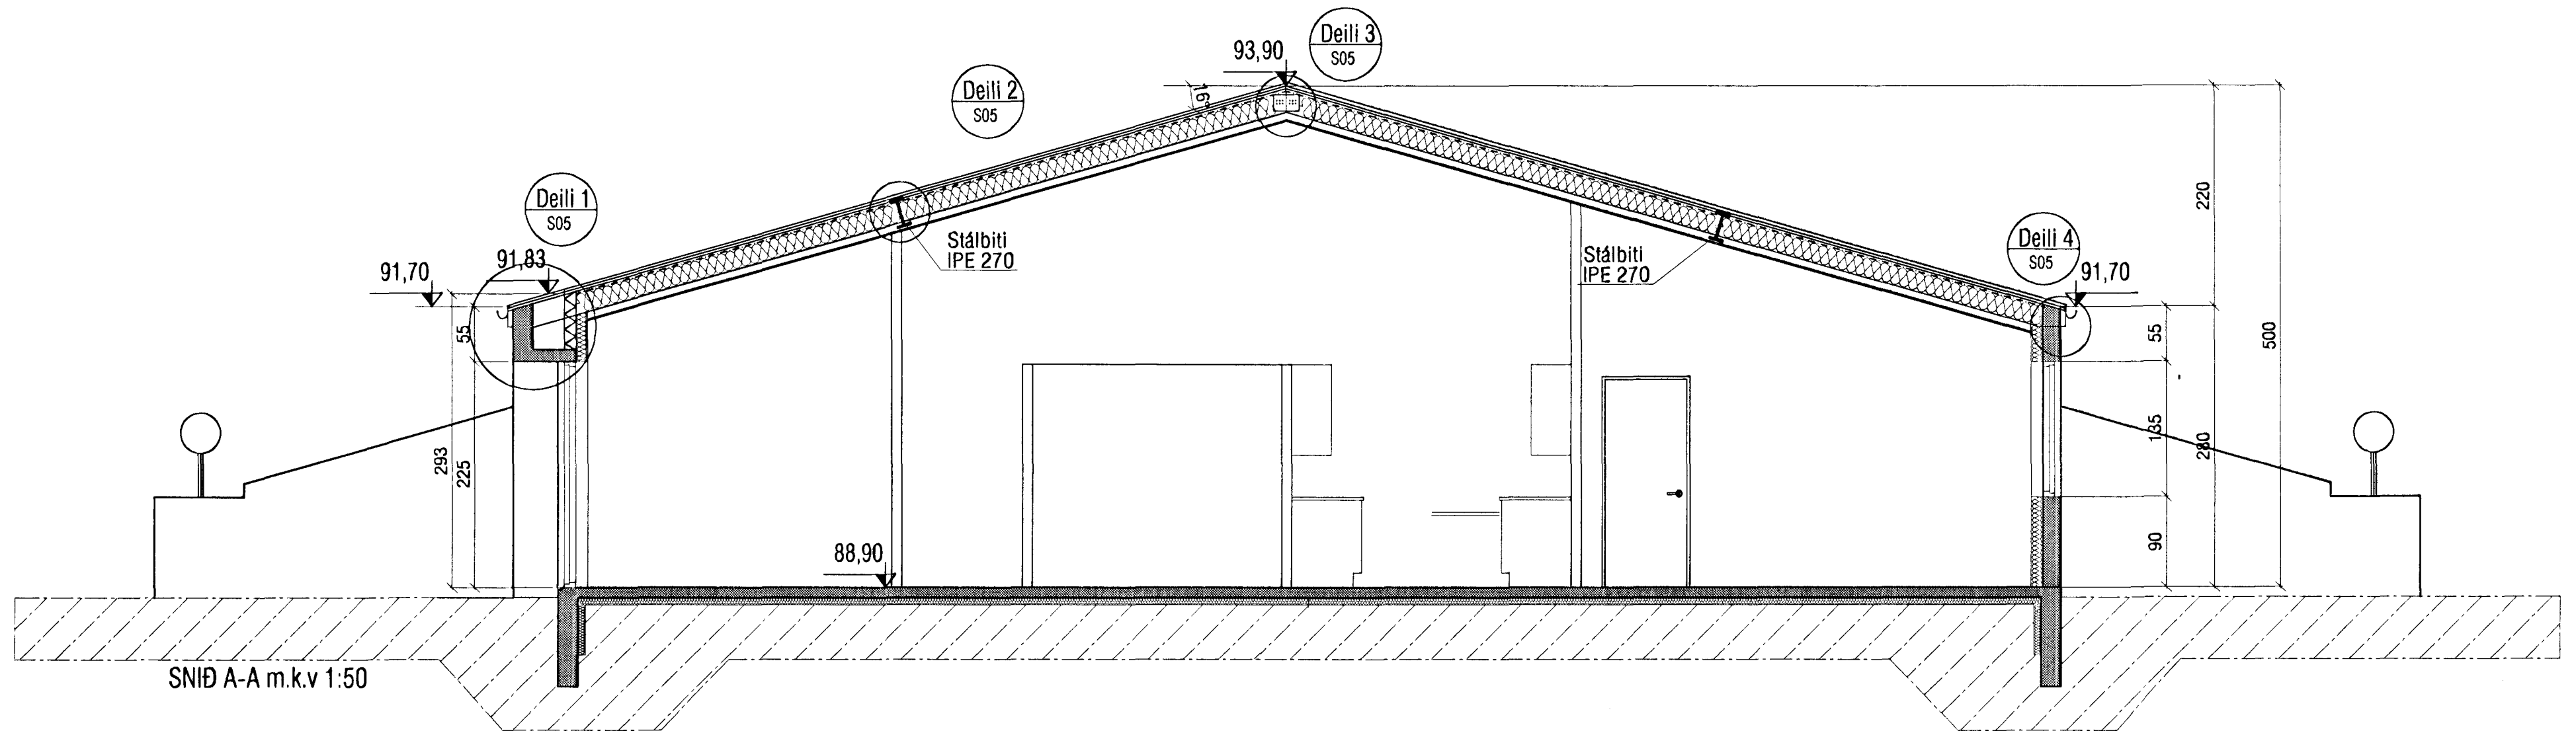 Deili 3
S05
93,90
Deili 2
S05
16°
Deili 1
S05
220
Stálbiti
IPE 270
Deili 4
S05
91,83
91,70
Stálbiti
IPE 270
91,70
55
55
500
293
225
135
280
88,90
90
SNIÐ A-A m.k.v 1:50